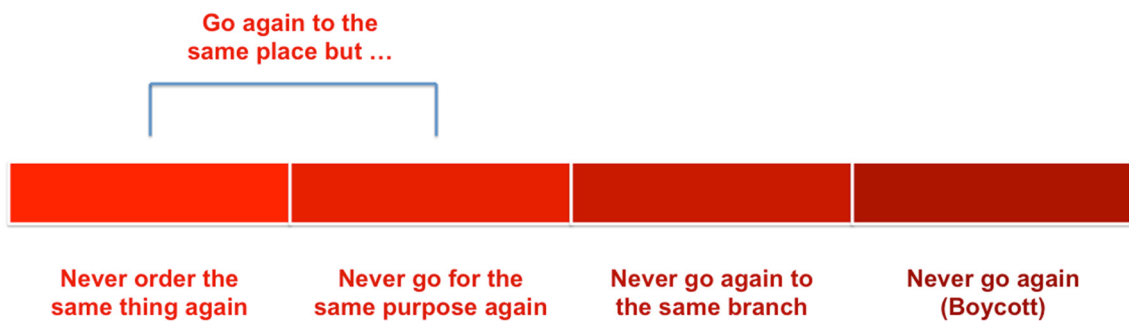 Go again to the
same place but …
Never order the
same thing again
Never go for the
same purpose again
Never go again to
the same branch
Never go again
(Boycott)